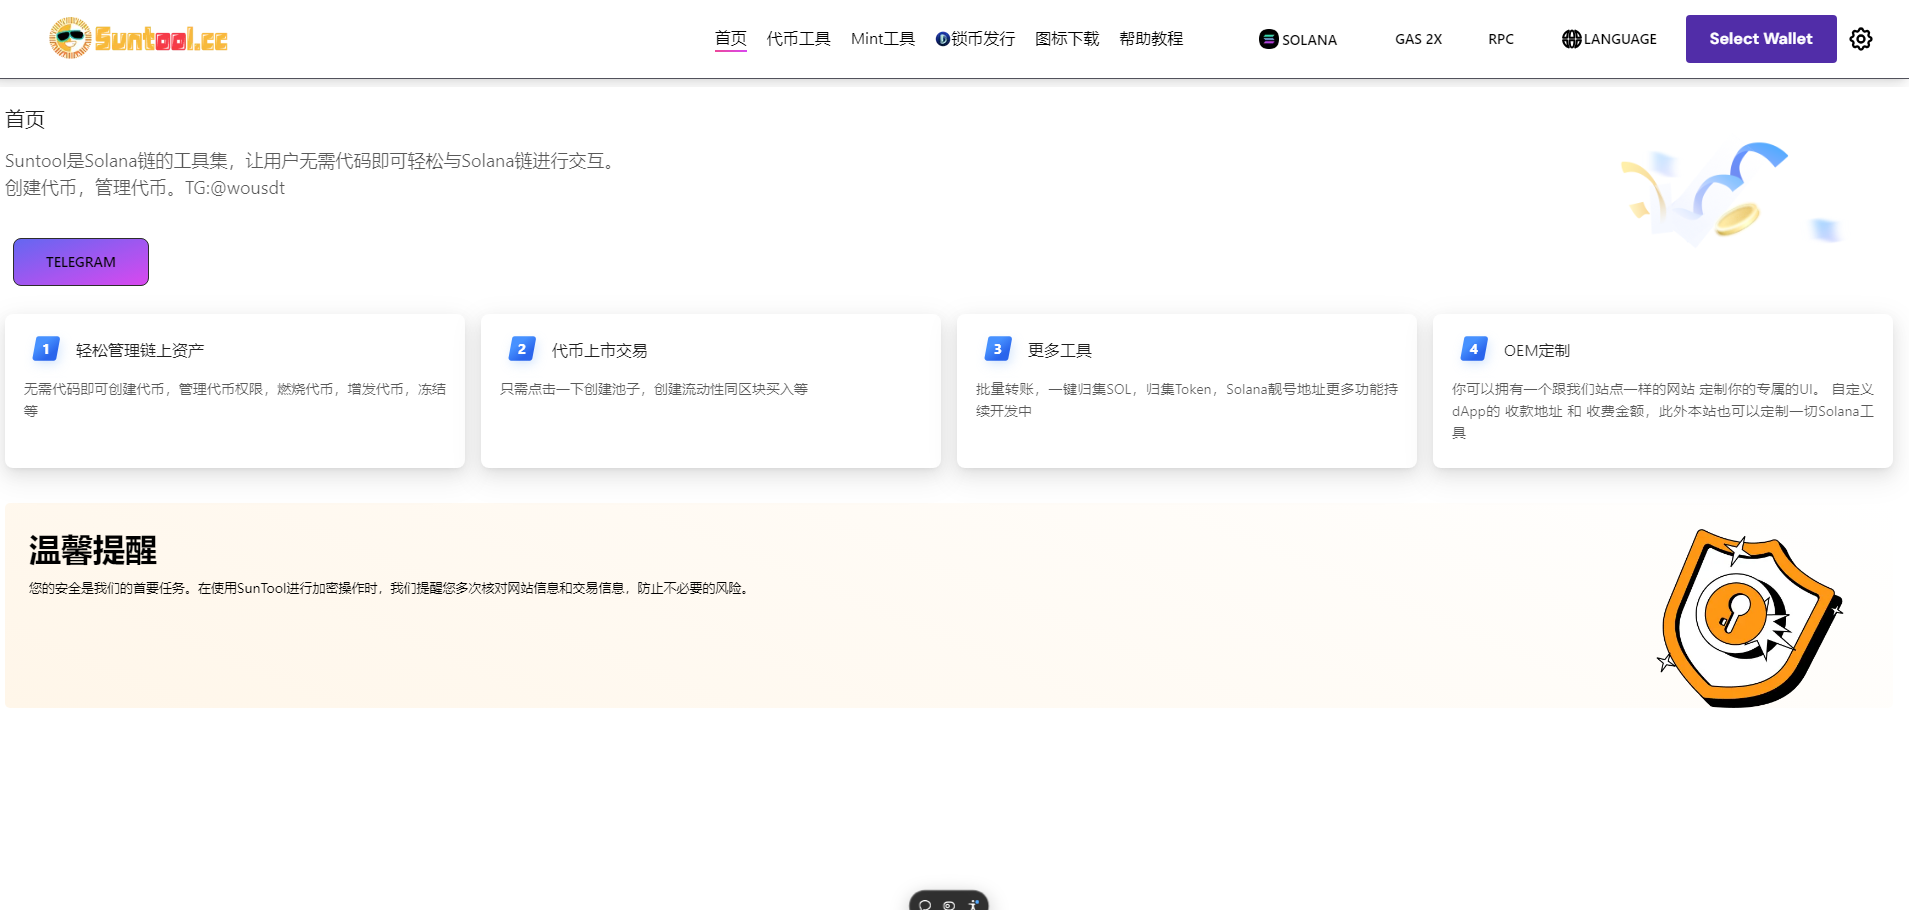 Suntool.cc
首页 代币工具 Mint工具 锁币发行 图标下载 帮助教程 SOLANA GAS 2X RPC LANGUAGE Select Wallet
首页
Suntool是Solana链的工具集，让用户无需代码即可轻松与Solana链进行交互。
创建代币，管理代币。TG:@wousdt
TELEGRAM
1 轻松管理链上资产
无需代码即可创建代币，管理代币权限，燃烧代币，增发代币，冻结
等
2 代币上市交易
只需点击一下创建池子，创建流动性同区块买入等
3 更多工具
批量转账，一键归集SOL，归集Token，Solana靓号地址更多功能持
续开发中
4 OEM定制
你可以拥有一个跟我们站点一样的网站 定制你的专属的UI。 自定义
dApp的 收款地址 和 收费金额，此外本站也可以定制一切Solana工
具
温馨提醒
您的安全是我们的首要任务。在使用SunTool进行加密操作时，我们提醒您多次核对网站信息和交易信息，防止不必要的风险。